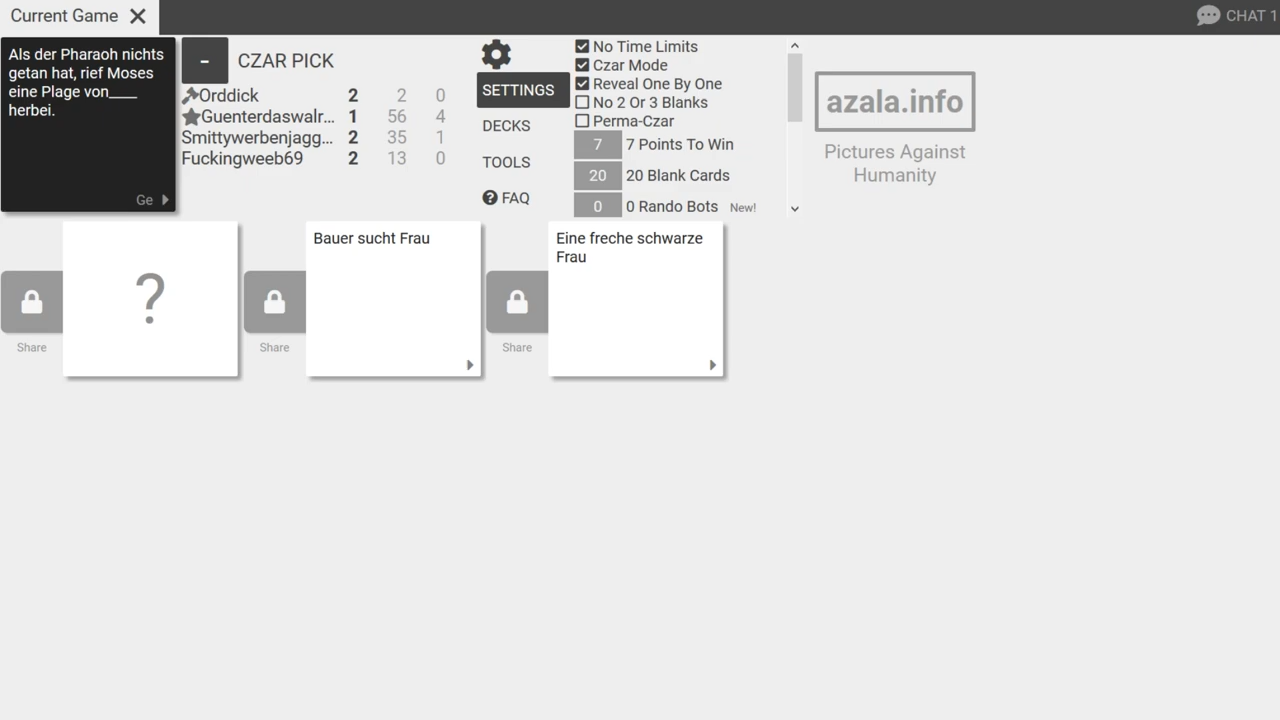 Current Game
CHAT 1
Als der Pharaoh nichts
getan hat, rief Moses
eine Plage von____
herbei.
Ge
-
CZAR PICK
Orddick 2 2 0
Guenterdaswalr... 1 56 4
Smittywerbenjagg... 2 35 1
Fuckingweeb69 2 13 0
SETTINGS
DECKS
TOOLS
? FAQ
No Time Limits
Czar Mode
Reveal One By One
No 2 Or 3 Blanks
Perma-Czar
7 7 Points To Win
20 20 Blank Cards
0 0 Rando Bots New!
azala.info
Pictures Against
Humanity
Share
?
Share
Bauer sucht Frau
Share
Eine freche schwarze
Frau